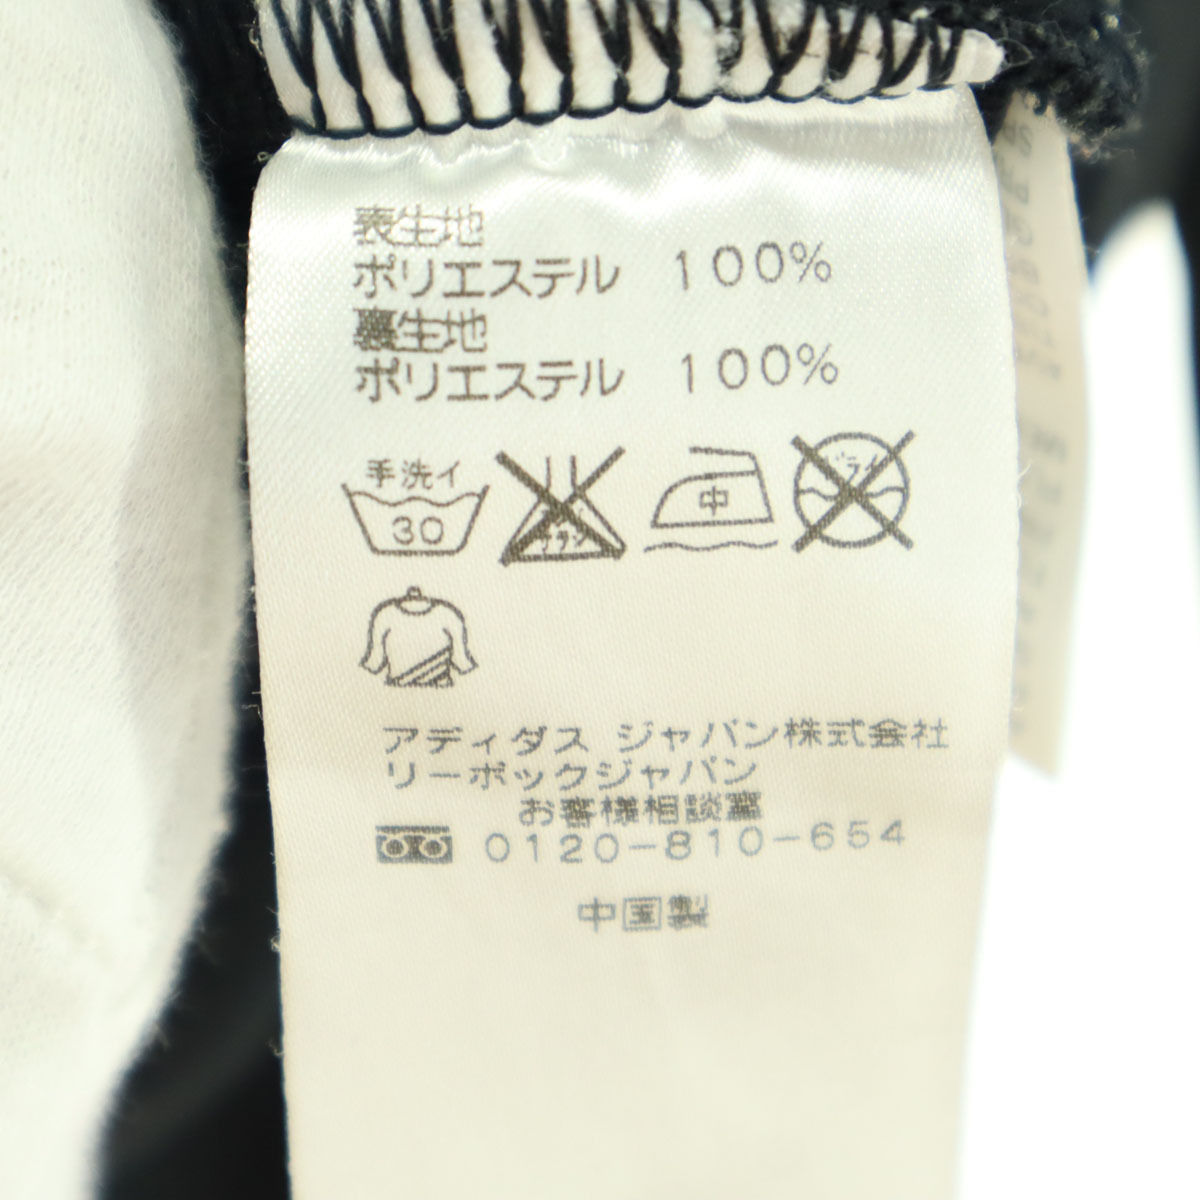 表生地
ポリエステル 100%
裏生地
ポリエステル 100%
手洗イ
30
中
ドライ
アディダス ジャパン株式会社
リーボックジャパン
お客様相談室
0120-810-654
中国製